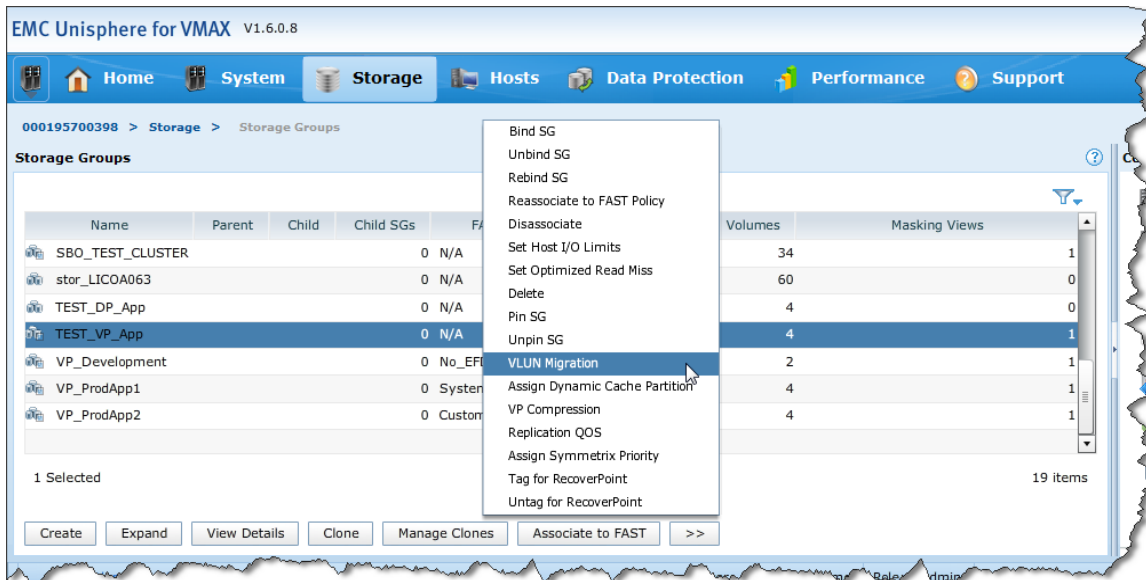 EMC Unisphere for VMAX V1.6.0.8
Home System Storage Hosts Data Protection Performance Support
000195700398 > Storage > Storage Groups
Storage Groups
Name Parent Child Child SGs Volumes Masking Views
SBO_TEST_CLUSTER 0 N/A 34 1
stor_LICOA063 0 N/A 60 0
TEST_DP_App 0 N/A 4 0
TEST_VP_App 0 N/A 4 1
VP_Development 0 2 1
VP_ProdApp1 0 4 1
VP_ProdApp2 0 4 1
Bind SG
Unbind SG
Rebind SG
Reassociate to FAST Policy
Disassociate
Set Host I/O Limits
Set Optimized Read Miss
Delete
Pin SG
Unpin SG
VLUN Migration
Assign Dynamic Cache Partition
VP Compression
Replication QOS
Assign Symmetrix Priority
Tag for RecoverPoint
Untag for RecoverPoint
1 Selected 19 items
Create Expand View Details Clone Manage Clones Associate to FAST >>